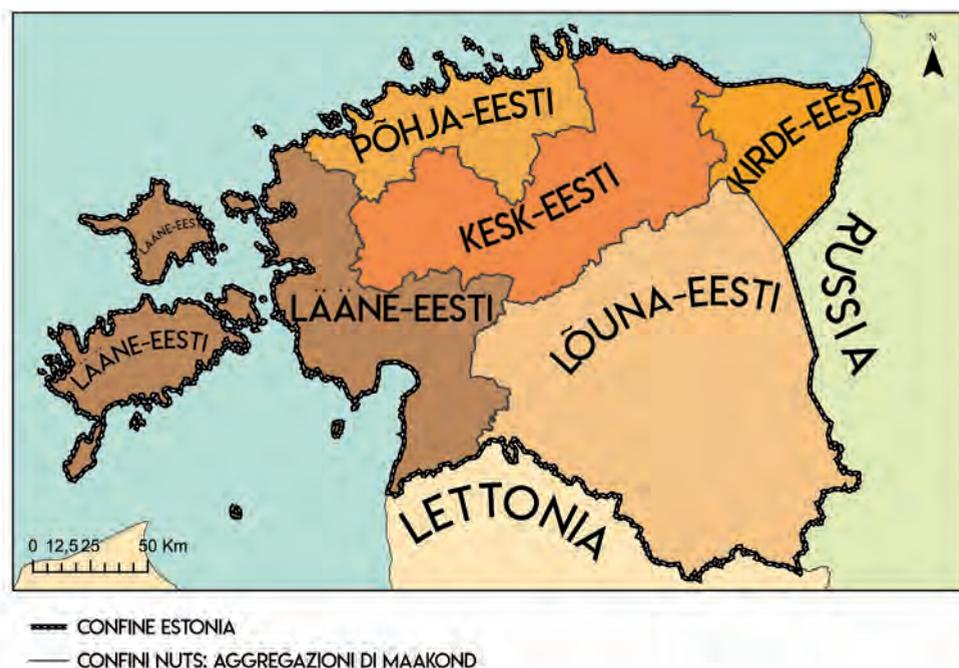 N
PÕHJA-EESTI
KIRDE-EESTI
KESK-EESTI
LÄÄNE-EESTI
LÄÄNE-EESTI
LÄÄNE-EESTI
LÕUNA-EESTI
RUSSIA
LETTONIA
0 12,5 25 50 Km
CONFINE ESTONIA
CONFINI NUTS: AGGREGAZIONI DI MAAKOND